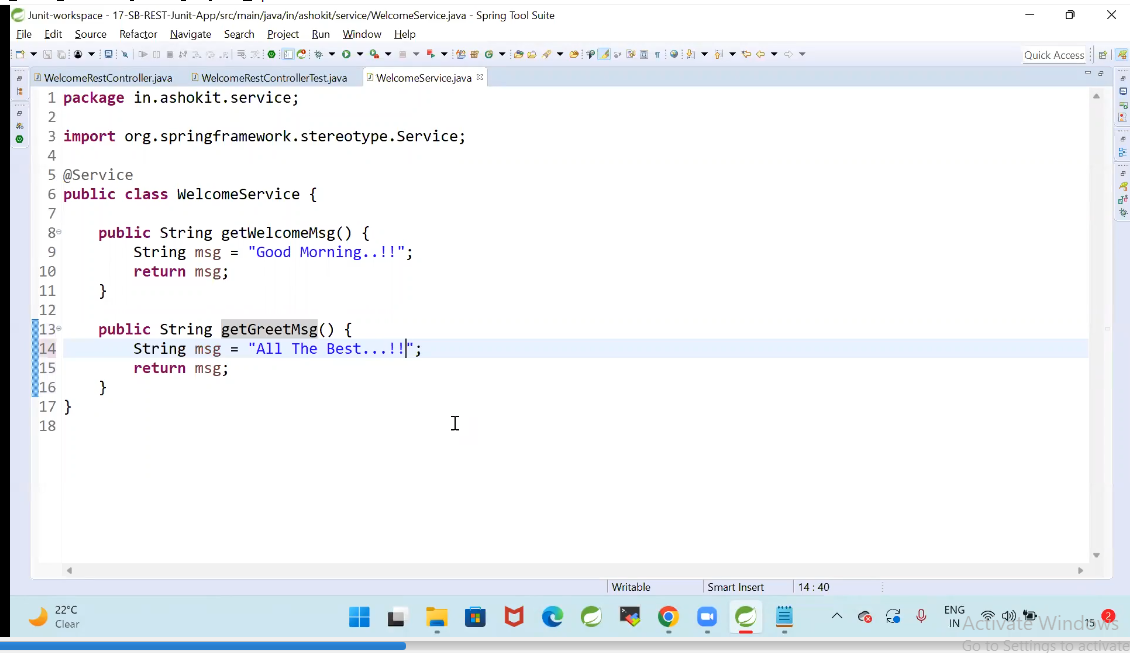 Junit-workspace - 17-SB-REST-Junit-App/src/main/java/in/ashokit/service/WelcomeService.java - Spring Tool Suite
File Edit Source Refactor Navigate Search Project Run Window Help
Quick Access
WelcomeRestController.java WelcomeRestControllerTest.java WelcomeService.java
1 package in.ashokit.service;
2
3 import org.springframework.stereotype.Service;
4
5 @Service
6 public class WelcomeService {
7
8 public String getWelcomeMsg() {
9 String msg = "Good Morning..!!";
10 return msg;
11 }
12
13 public String getGreetMsg() {
14 String msg = "All The Best...!!";
15 return msg;
16 }
17 }
18
Writable Smart Insert 14 : 40
22°C
Clear
ENG
IN
15
2
Activate Windows
Go to Settings to activate